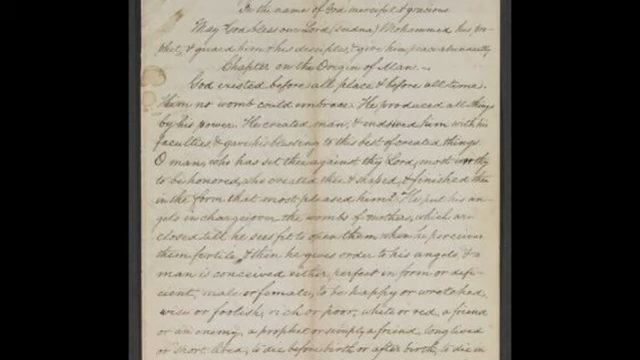 In the name of God merciful & gracious
May God bless our Lord (seidna) Mohammed his pro-
phet, & guard him & his desciples, & give him peace abundantly
Chapter on the Origin of Man. —
God existed before all place & before all time.
Him no womb could embrace. He produced all things
by his power. He created man, & endowed him with his
faculties, & gave his blessing to this best of created things.
O man, who has set thee against thy Lord, most worthy
to be honored, who created thee & shaped, & finished thee
in the form that most pleased him? He put his an-
gels in charge over the wombs of mothers, which are
closed till he sees fit to open them when he perceives
them fertile, & then he gives order to his angels, & a
man is conceived either perfect in form or defi-
cient, male or female, to be happy or wretched,
wise or foolish, rich or poor, white or red, a friend
or an enemy, a prophet or simply a friend, long lived
or short lived, to die before birth or after birth, to die in